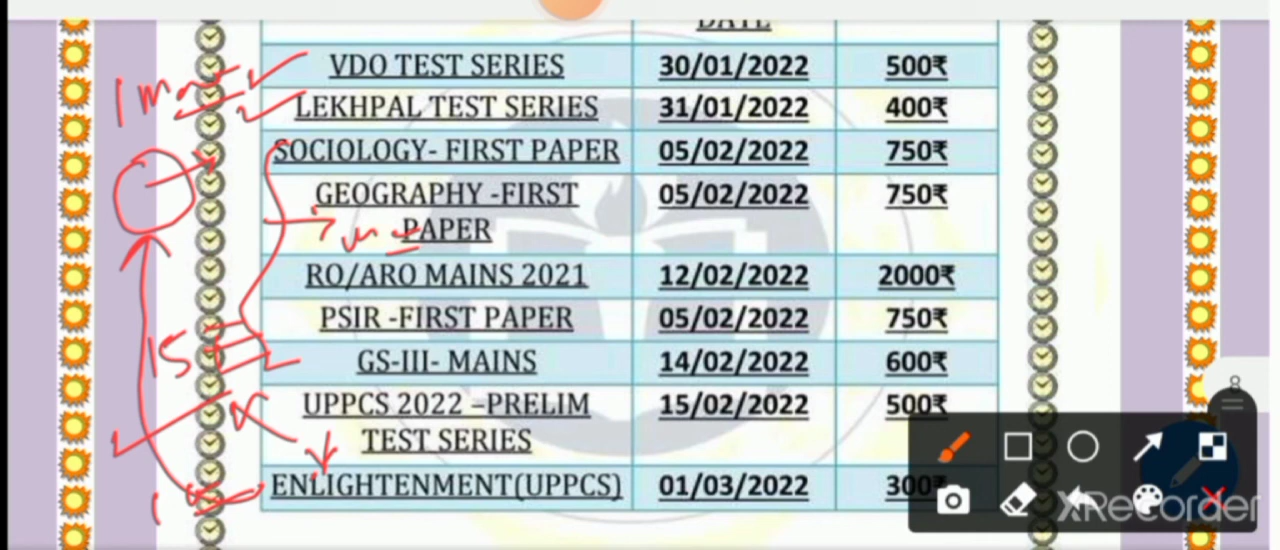 DATE
VDO TEST SERIES 30/01/2022 500₹
LEKHPAL TEST SERIES 31/01/2022 400₹
SOCIOLOGY- FIRST PAPER 05/02/2022 750₹
GEOGRAPHY -FIRST 05/02/2022 750₹
PAPER
RO/ARO MAINS 2021 12/02/2022 2000₹
PSIR -FIRST PAPER 05/02/2022 750₹
15
GS-III- MAINS 14/02/2022 600₹
8
UPPCS 2022 –PRELIM 15/02/2022 500₹
TEST SERIES
ENLIGHTENMENT(UPPCS) 01/03/2022 300
XRecorder